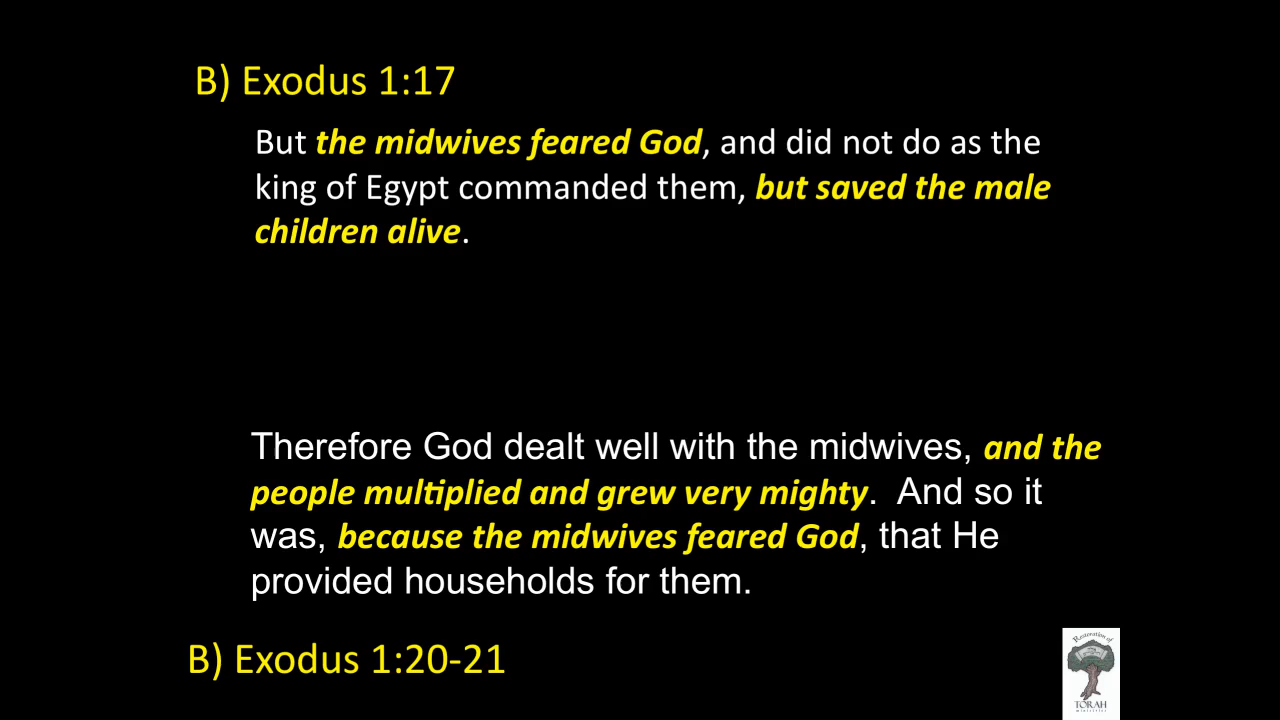 B) Exodus 1:17
But the midwives feared God, and did not do as the
king of Egypt commanded them, but saved the male
children alive.
Therefore God dealt well with the midwives, and the
people multiplied and grew very mighty.  And so it
was, because the midwives feared God, that He
provided households for them.
B) Exodus 1:20-21
Restoration of
TORAH
ministries